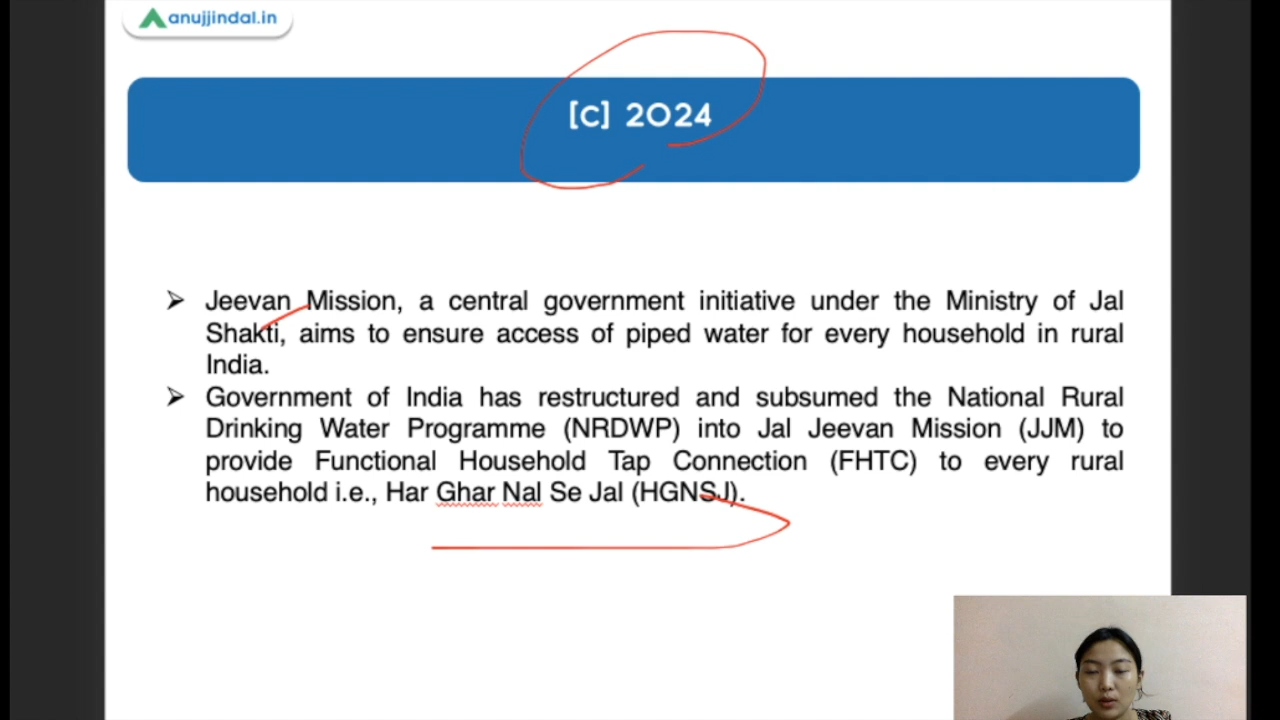 anujjindal.in
[C] 2024
➢ Jeevan Mission, a central government initiative under the Ministry of Jal
Shakti, aims to ensure access of piped water for every household in rural
India.
➢ Government of India has restructured and subsumed the National Rural
Drinking Water Programme (NRDWP) into Jal Jeevan Mission (JJM) to
provide Functional Household Tap Connection (FHTC) to every rural
household i.e., Har Ghar Nal Se Jal (HGNSJ).